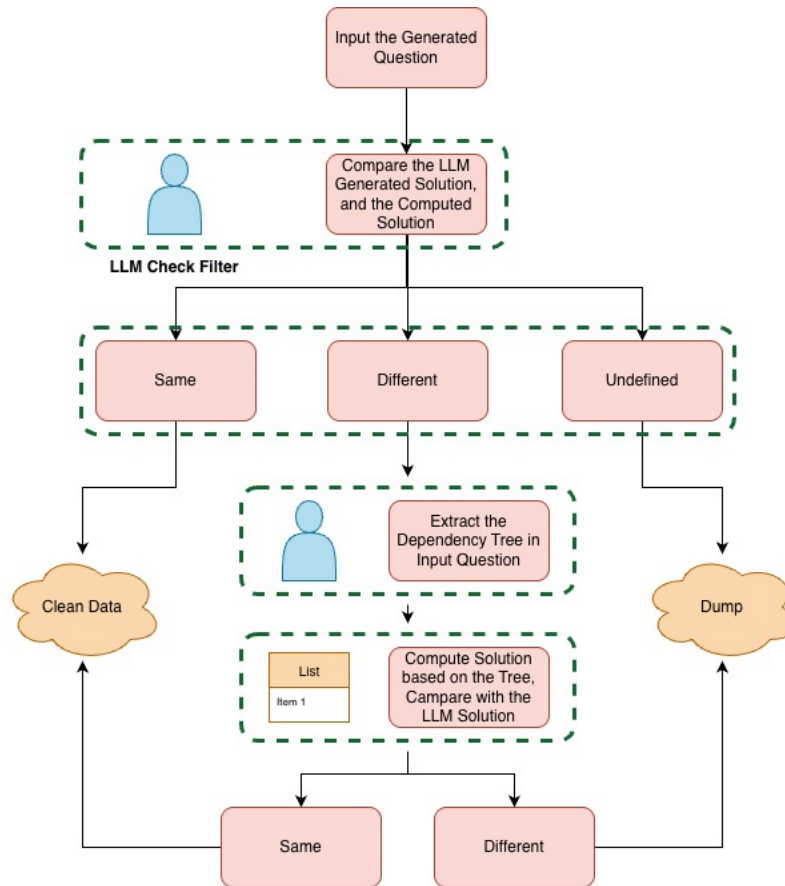 Input the Generated
Question
Compare the LLM
Generated Solution,
and the Computed
Solution
LLM Check Filter
Same
Different
Undefined
Extract the
Dependency Tree in
Input Question
Clean Data
Dump
List
Item 1
Compute Solution
based on the Tree,
Campare with the
LLM Solution
Same
Different